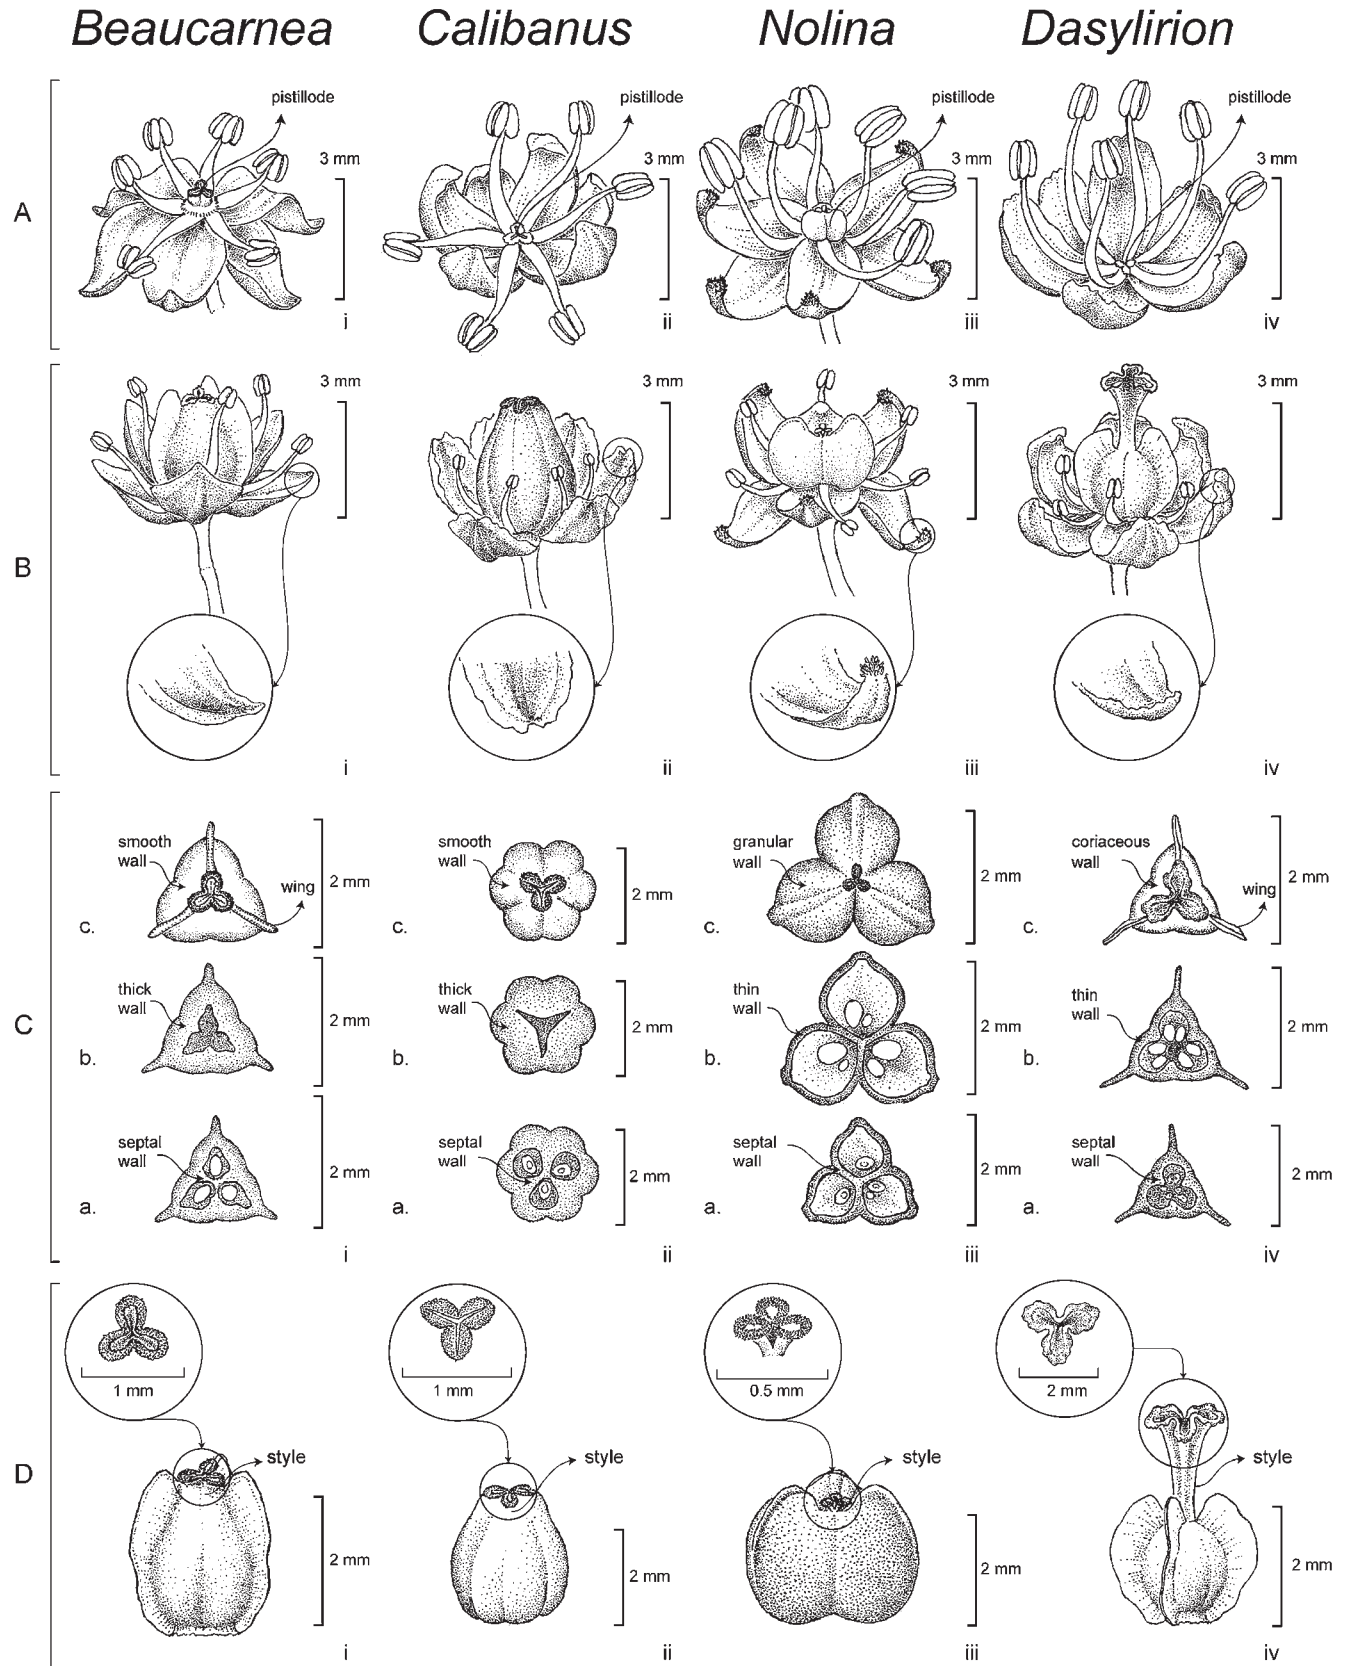 Beaucarnea Calibanus Nolina Dasylirion
A
pistillode pistillode pistillode pistillode
3 mm 3 mm 3 mm 3 mm
i ii iii iv
B
3 mm 3 mm 3 mm 3 mm
i ii iii iv
C
smooth wall
wing
2 mm
c.
smooth wall
2 mm
c.
granular wall
2 mm
c.
coriaceous wall
wing
2 mm
c.
thick wall
2 mm
b.
thick wall
2 mm
b.
thin wall
2 mm
b.
thin wall
2 mm
b.
septal wall
2 mm
a.
septal wall
2 mm
a.
septal wall
2 mm
a.
septal wall
2 mm
a.
i ii iii iv
D
1 mm 1 mm 0.5 mm 2 mm
style style style style
2 mm 2 mm 2 mm 2 mm
i ii iii iv